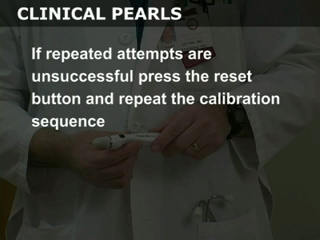 CLINICAL PEARLS
If repeated attempts are
unsuccessful press the reset
button and repeat the calibration
sequence